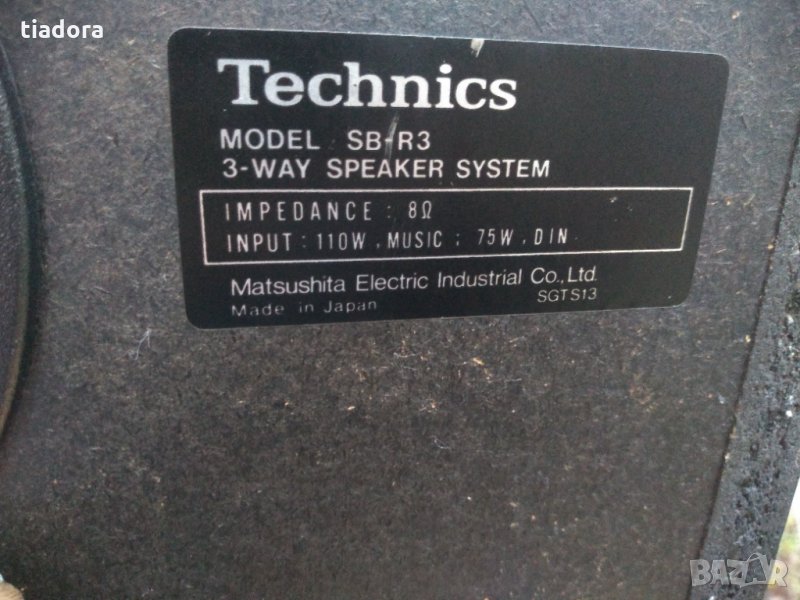 tiadora
Technics
MODEL : SB-R3
3-WAY SPEAKER SYSTEM
IMPEDANCE : 8Ω
INPUT : 110W , MUSIC ; 75W , DIN
Matsushita Electric Industrial Co., Ltd.
Made in Japan SGTS13
BAZAR